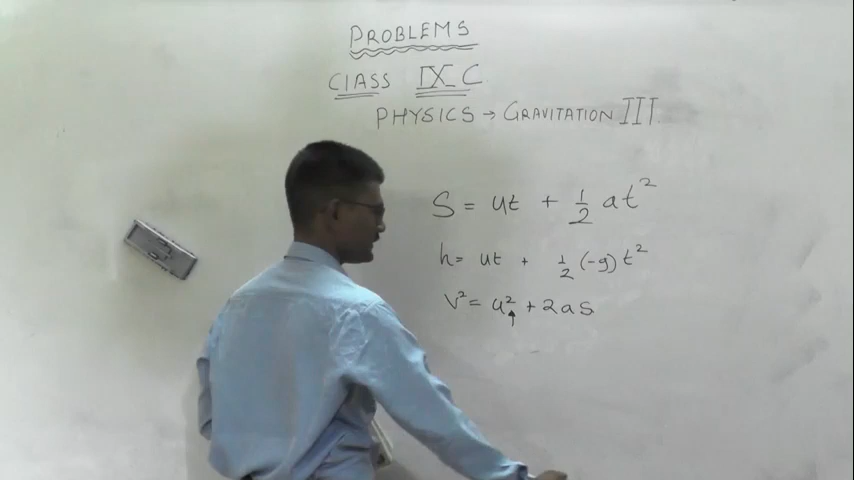 PROBLEMS
CLASS IX C
PHYSICS → GRAVITATION III
S = ut + 1/2 at²
h = ut + 1/2 (-g) t²
V² = u² + 2as